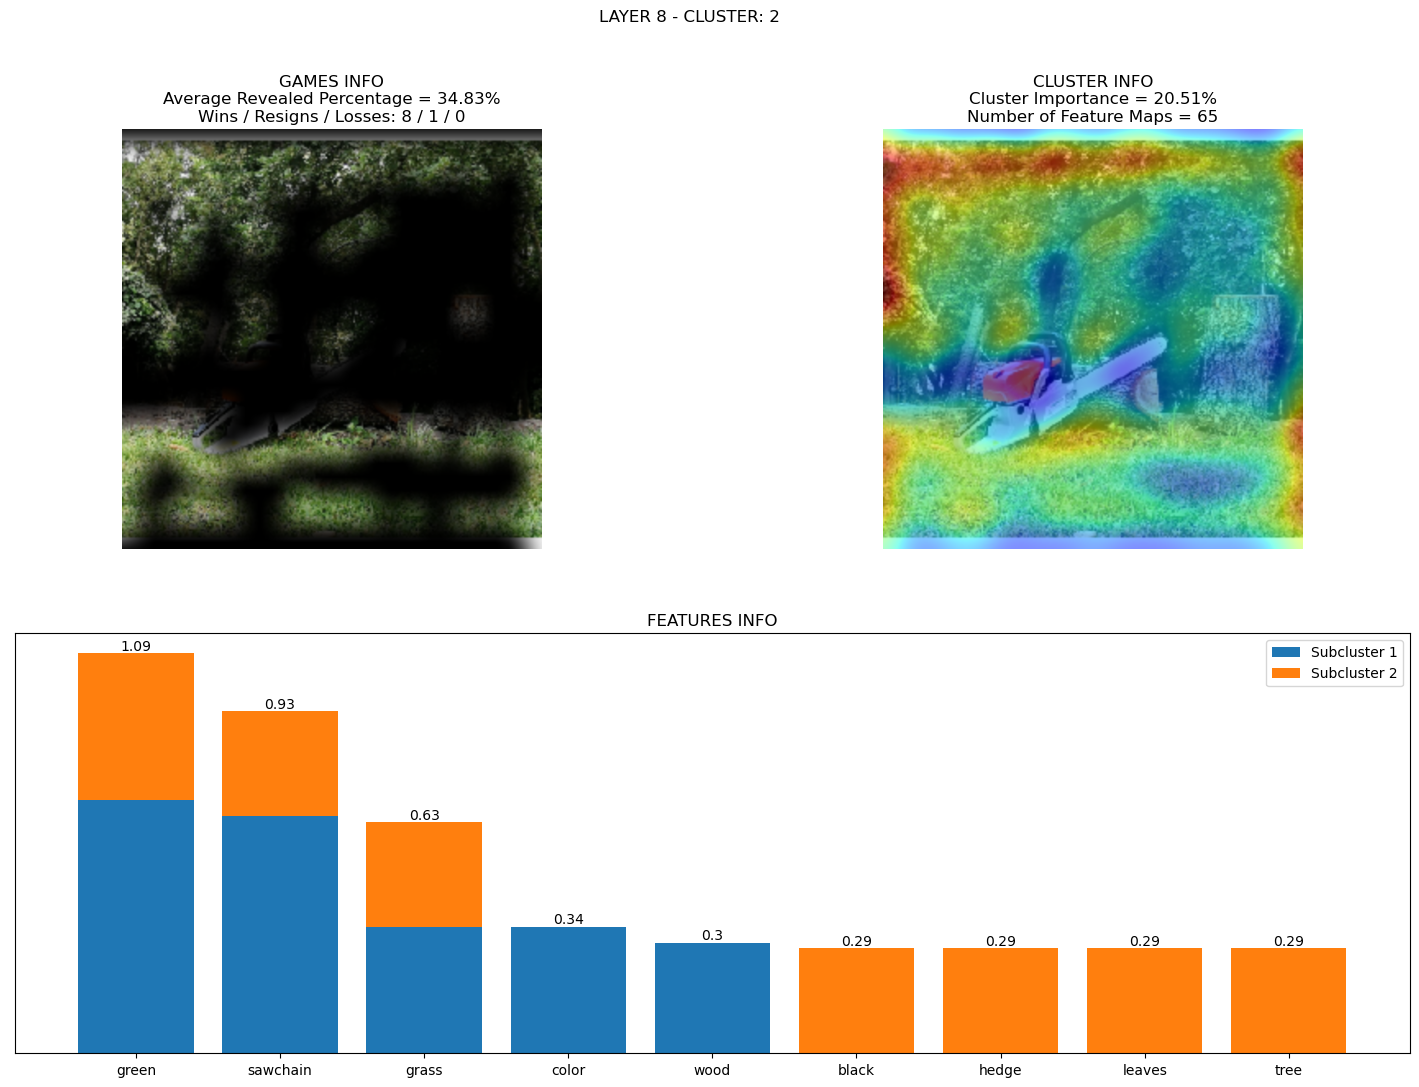 LAYER 8 - CLUSTER: 2
GAMES INFO
Average Revealed Percentage = 34.83%
Wins / Resigns / Losses: 8 / 1 / 0
CLUSTER INFO
Cluster Importance = 20.51%
Number of Feature Maps = 65
FEATURES INFO
Subcluster 1
Subcluster 2
1.09
0.93
0.63
0.34
0.3
0.29
0.29
0.29
0.29
green
sawchain
grass
color
wood
black
hedge
leaves
tree